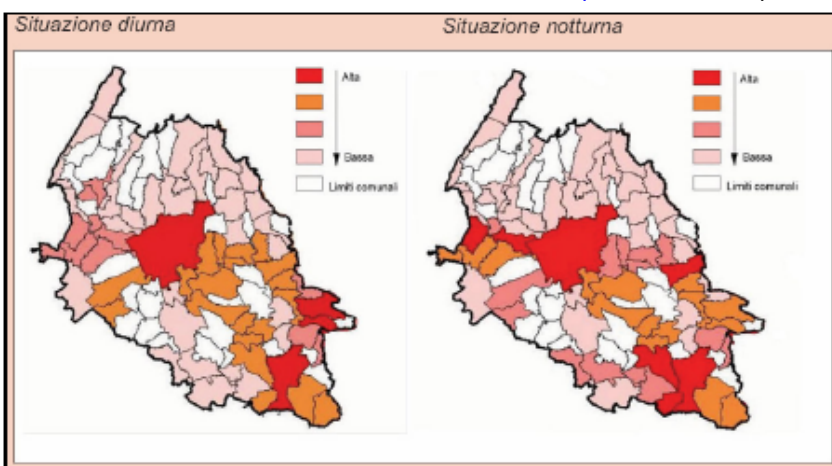 Situazione diurna
Situazione notturna
Alta
Bassa
Limiti comunali
Alta
Bassa
Limiti comunali